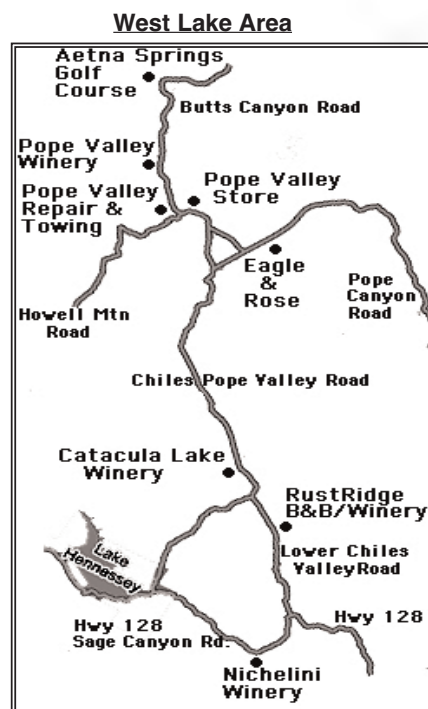 West Lake Area
Aetna Springs
Golf
Course
Butts Canyon Road
Pope Valley
Winery
Pope Valley
Store
Pope Valley
Repair &
Towing
Eagle
&
Rose
Pope
Canyon
Road
Howell Mtn
Road
Chiles Pope Valley Road
Catacula Lake
Winery
RustRidge
B&B/Winery
Lower Chiles
Valley Road
Lake
Hennessey
Hwy 128
Sage Canyon Rd.
Hwy 128
Nichelini
Winery